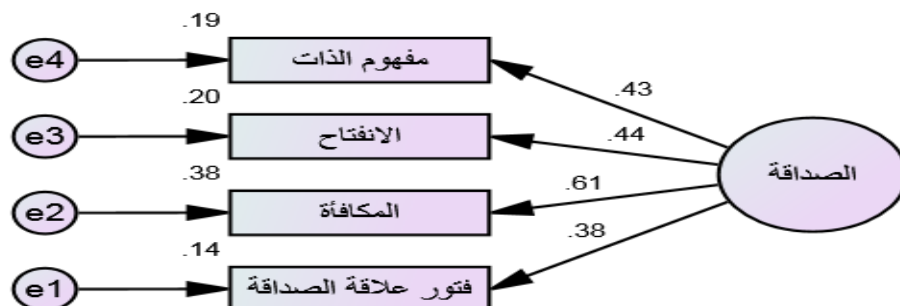 .19
e4
مفهوم الذات
.43
.20
e3
الانفتاح
.44
الصداقة
.38
e2
المكافأة
.61
.14
e1
فتور علاقة الصداقة
.38